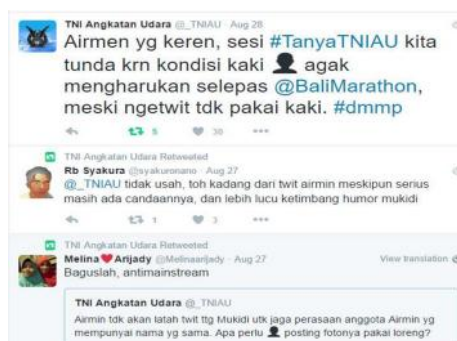 TNI Angkatan Udara @_TNIAU · Aug 28
Airmen yg keren, sesi #TanyaTNIAU kita
tunda krn kondisi kaki 👤 agak
mengharukan selepas @BaliMarathon,
meski ngetwit tdk pakai kaki. #dmmp
5 30
TNI Angkatan Udara Retweeted
Rb Syakura @syakuronano · Aug 27
@_TNIAU tidak usah, toh kadang dari twit airmin meskipun serius
masih ada candaannya, dan lebih lucu ketimbang humor mukidi
1 3
TNI Angkatan Udara Retweeted
Melina❤Arijady @Melinaarijady · Aug 27 View translation
Baguslah, antimainstream
TNI Angkatan Udara @_TNIAU
Airmin tdk akan latah twit ttg Mukidi utk jaga perasaan anggota Airmin yg
mempunyai nama yg sama. Apa perlu 👤 posting fotonya pakai loreng?